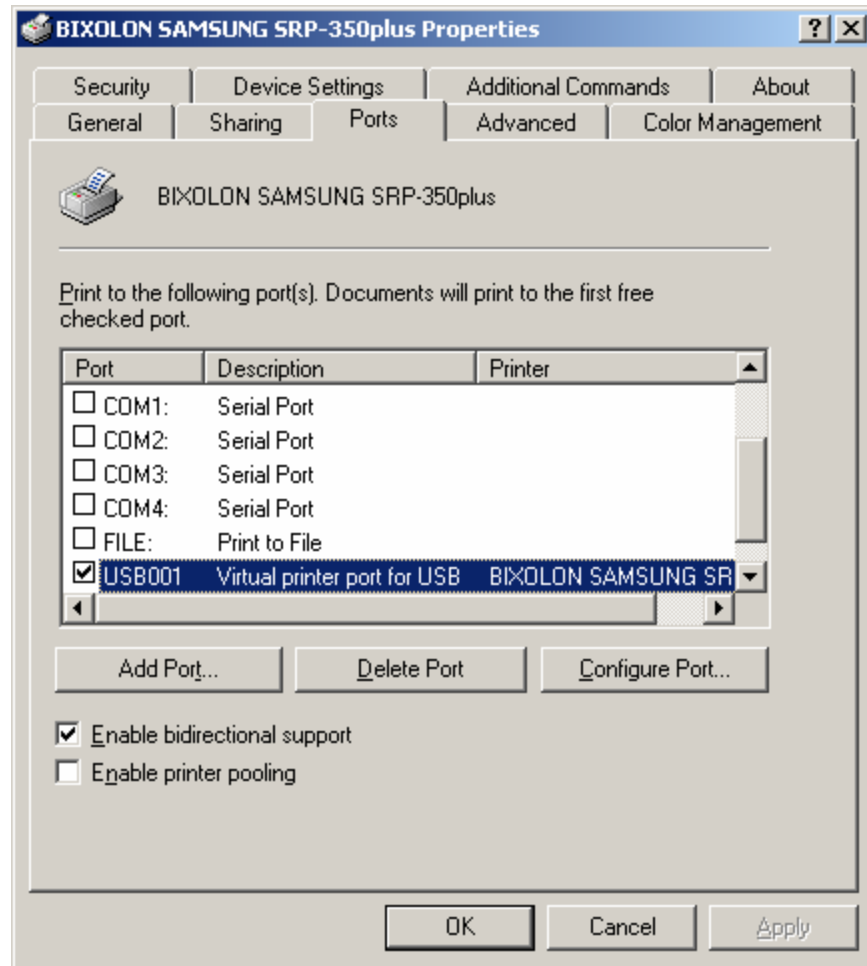 BIXOLON SAMSUNG SRP-350plus Properties
Security Device Settings Additional Commands About
General Sharing Ports Advanced Color Management
BIXOLON SAMSUNG SRP-350plus
Print to the following port(s). Documents will print to the first free
checked port.
Port Description Printer
COM1: Serial Port
COM2: Serial Port
COM3: Serial Port
COM4: Serial Port
FILE: Print to File
USB001 Virtual printer port for USB BIXOLON SAMSUNG SR
Add Port... Delete Port Configure Port...
Enable bidirectional support
Enable printer pooling
OK Cancel Apply